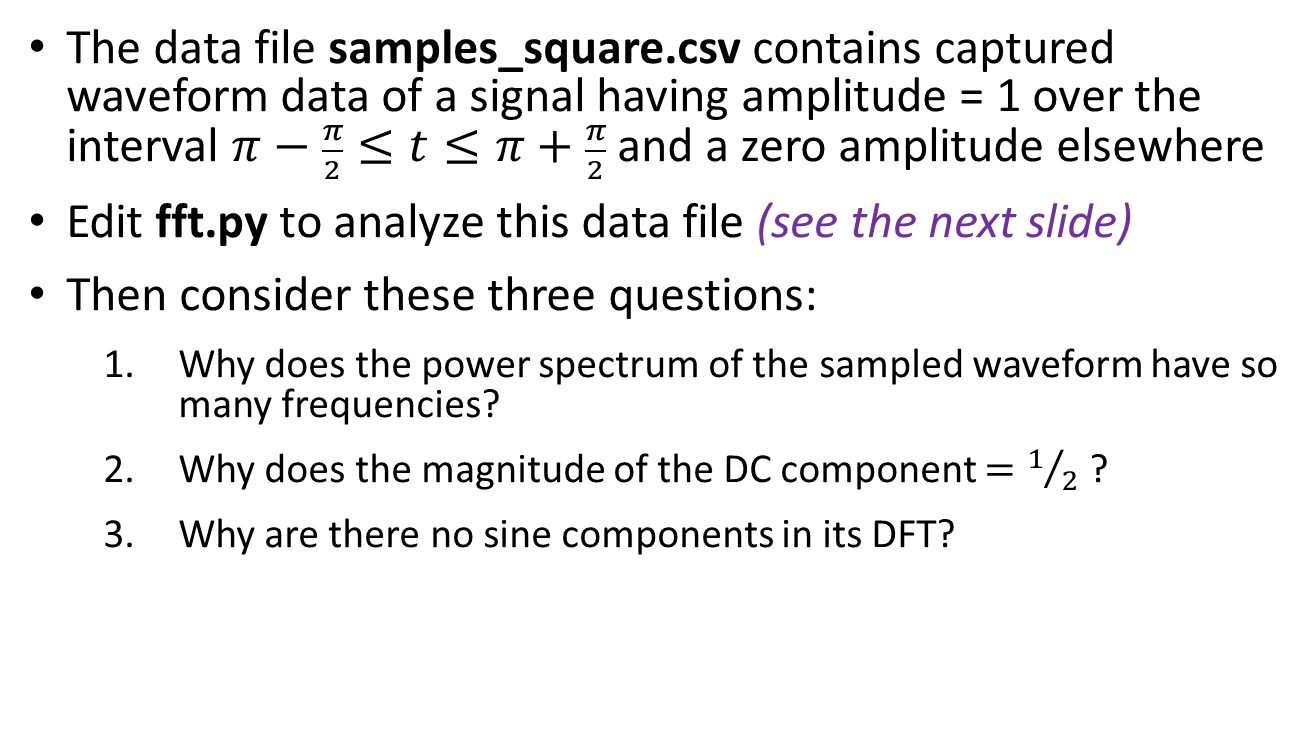 • The data file samples_square.csv contains captured
waveform data of a signal having amplitude = 1 over the
interval π − π/2 ≤ t ≤ π + π/2 and a zero amplitude elsewhere
• Edit fft.py to analyze this data file (see the next slide)
• Then consider these three questions:
1. Why does the power spectrum of the sampled waveform have so
many frequencies?
2. Why does the magnitude of the DC component = 1/2 ?
3. Why are there no sine components in its DFT?